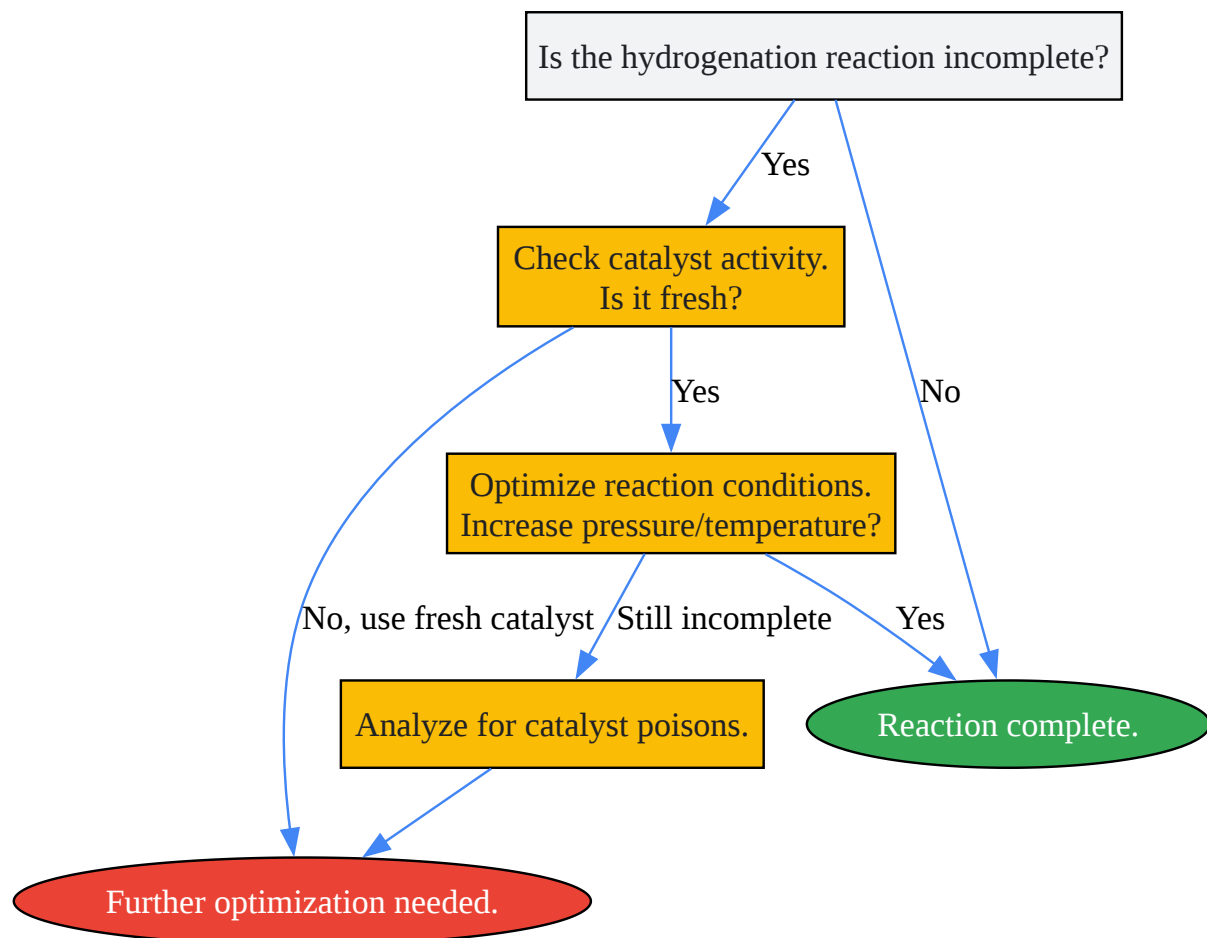 Is the hydrogenation reaction incomplete?
Yes
Check catalyst activity.
Is it fresh?
Yes
No
Optimize reaction conditions.
Increase pressure/temperature?
No, use fresh catalyst
Still incomplete
Yes
Analyze for catalyst poisons.
Reaction complete.
Further optimization needed.